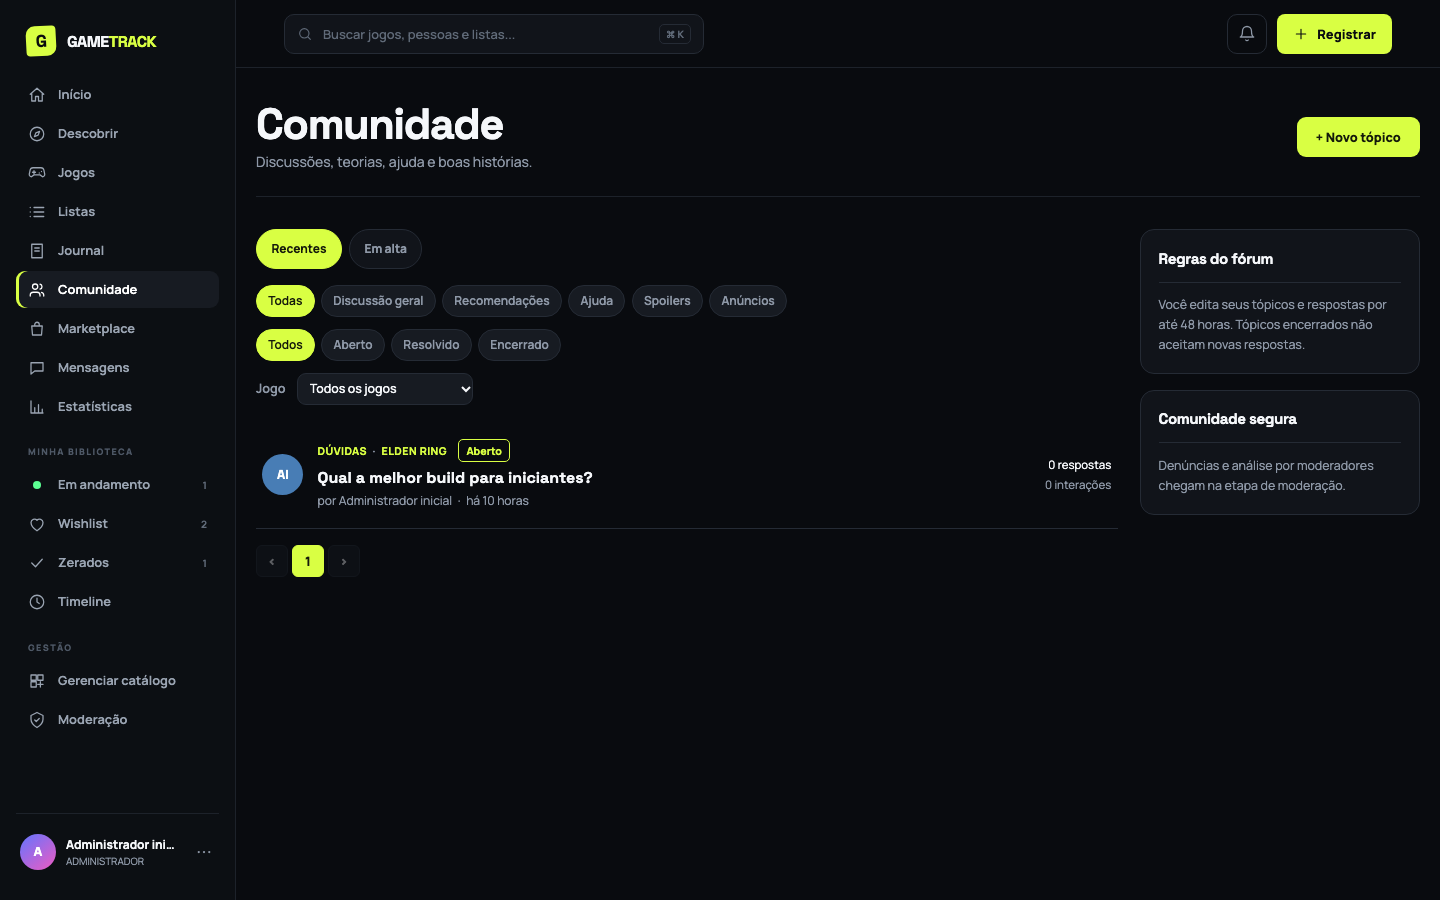 G GAMETRACK
Início
Descobrir
Jogos
Listas
Journal
Comunidade
Marketplace
Mensagens
Estatísticas
MINHA BIBLIOTECA
Em andamento 1
Wishlist 2
Zerados 1
Timeline
GESTÃO
Gerenciar catálogo
Moderação
A Administrador ini...
ADMINISTRADOR
Buscar jogos, pessoas e listas... ⌘ K
+ Registrar
Comunidade
Discussões, teorias, ajuda e boas histórias.
+ Novo tópico
Recentes Em alta
Todas Discussão geral Recomendações Ajuda Spoilers Anúncios
Todos Aberto Resolvido Encerrado
Jogo Todos os jogos
AI
DÚVIDAS · ELDEN RING Aberto
Qual a melhor build para iniciantes?
por Administrador inicial · há 10 horas
0 respostas
0 interações
‹ 1 ›
Regras do fórum
Você edita seus tópicos e respostas por
até 48 horas. Tópicos encerrados não
aceitam novas respostas.
Comunidade segura
Denúncias e análise por moderadores
chegam na etapa de moderação.